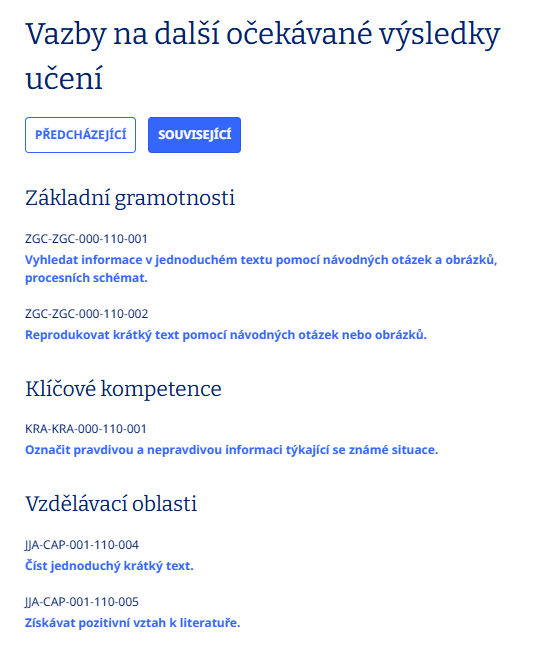 Vazby na další očekávané výsledky
učení
PŘEDCHÁZEJÍCÍ
SOUVISEJÍCÍ
Základní gramotnosti
ZGC-ZGC-000-110-001
Vyhledat informace v jednoduchém textu pomocí návodných otázek a obrázků,
procesních schémat.
ZGC-ZGC-000-110-002
Reprodukovat krátký text pomocí návodných otázek nebo obrázků.
Klíčové kompetence
KRA-KRA-000-110-001
Označit pravdivou a nepravdivou informaci týkající se známé situace.
Vzdělávací oblasti
JJA-CAP-001-110-004
Číst jednoduchý krátký text.
JJA-CAP-001-110-005
Získávat pozitivní vztah k literatuře.